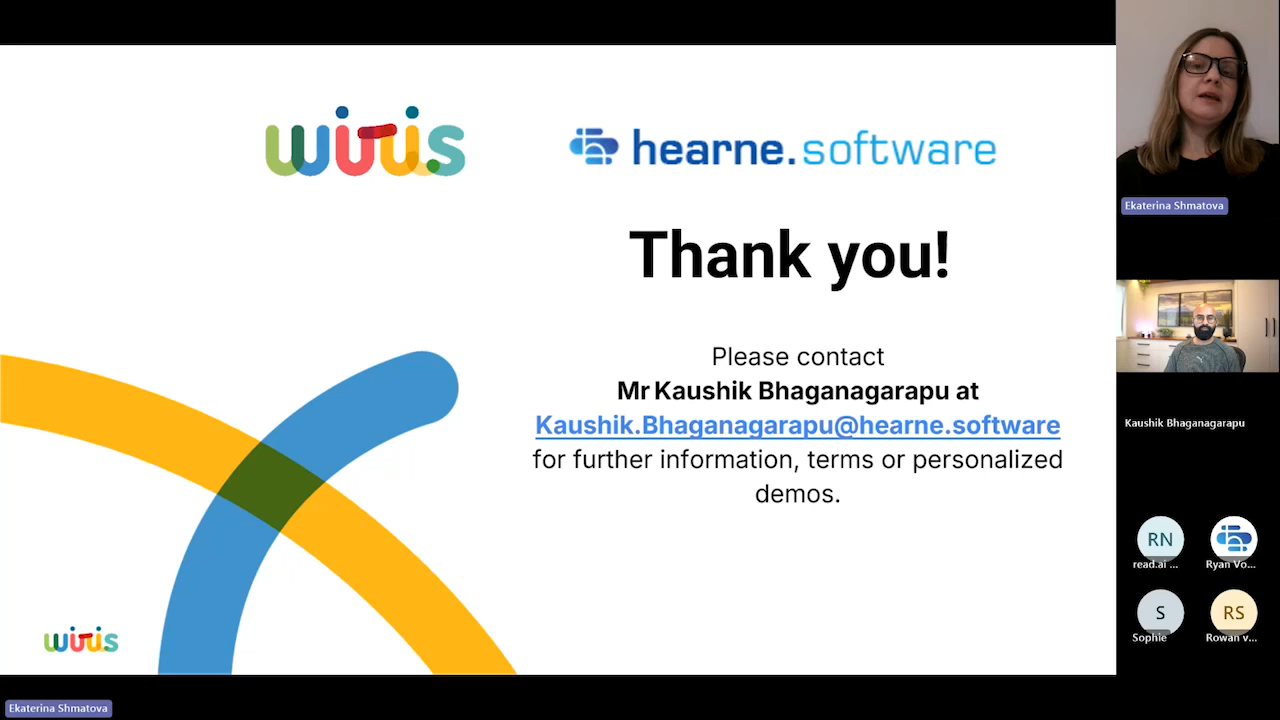 wiris
hearne.software
Thank you!
Please contact
Mr Kaushik Bhaganagarapu at
Kaushik.Bhaganagarapu@hearne.software
for further information, terms or personalized
demos.
wiris
Ekaterina Shmatova
Ekaterina Shmatova
Kaushik Bhaganagarapu
RN
read.ai ...
Ryan Vo...
S
Sophie
RS
Rowan v...